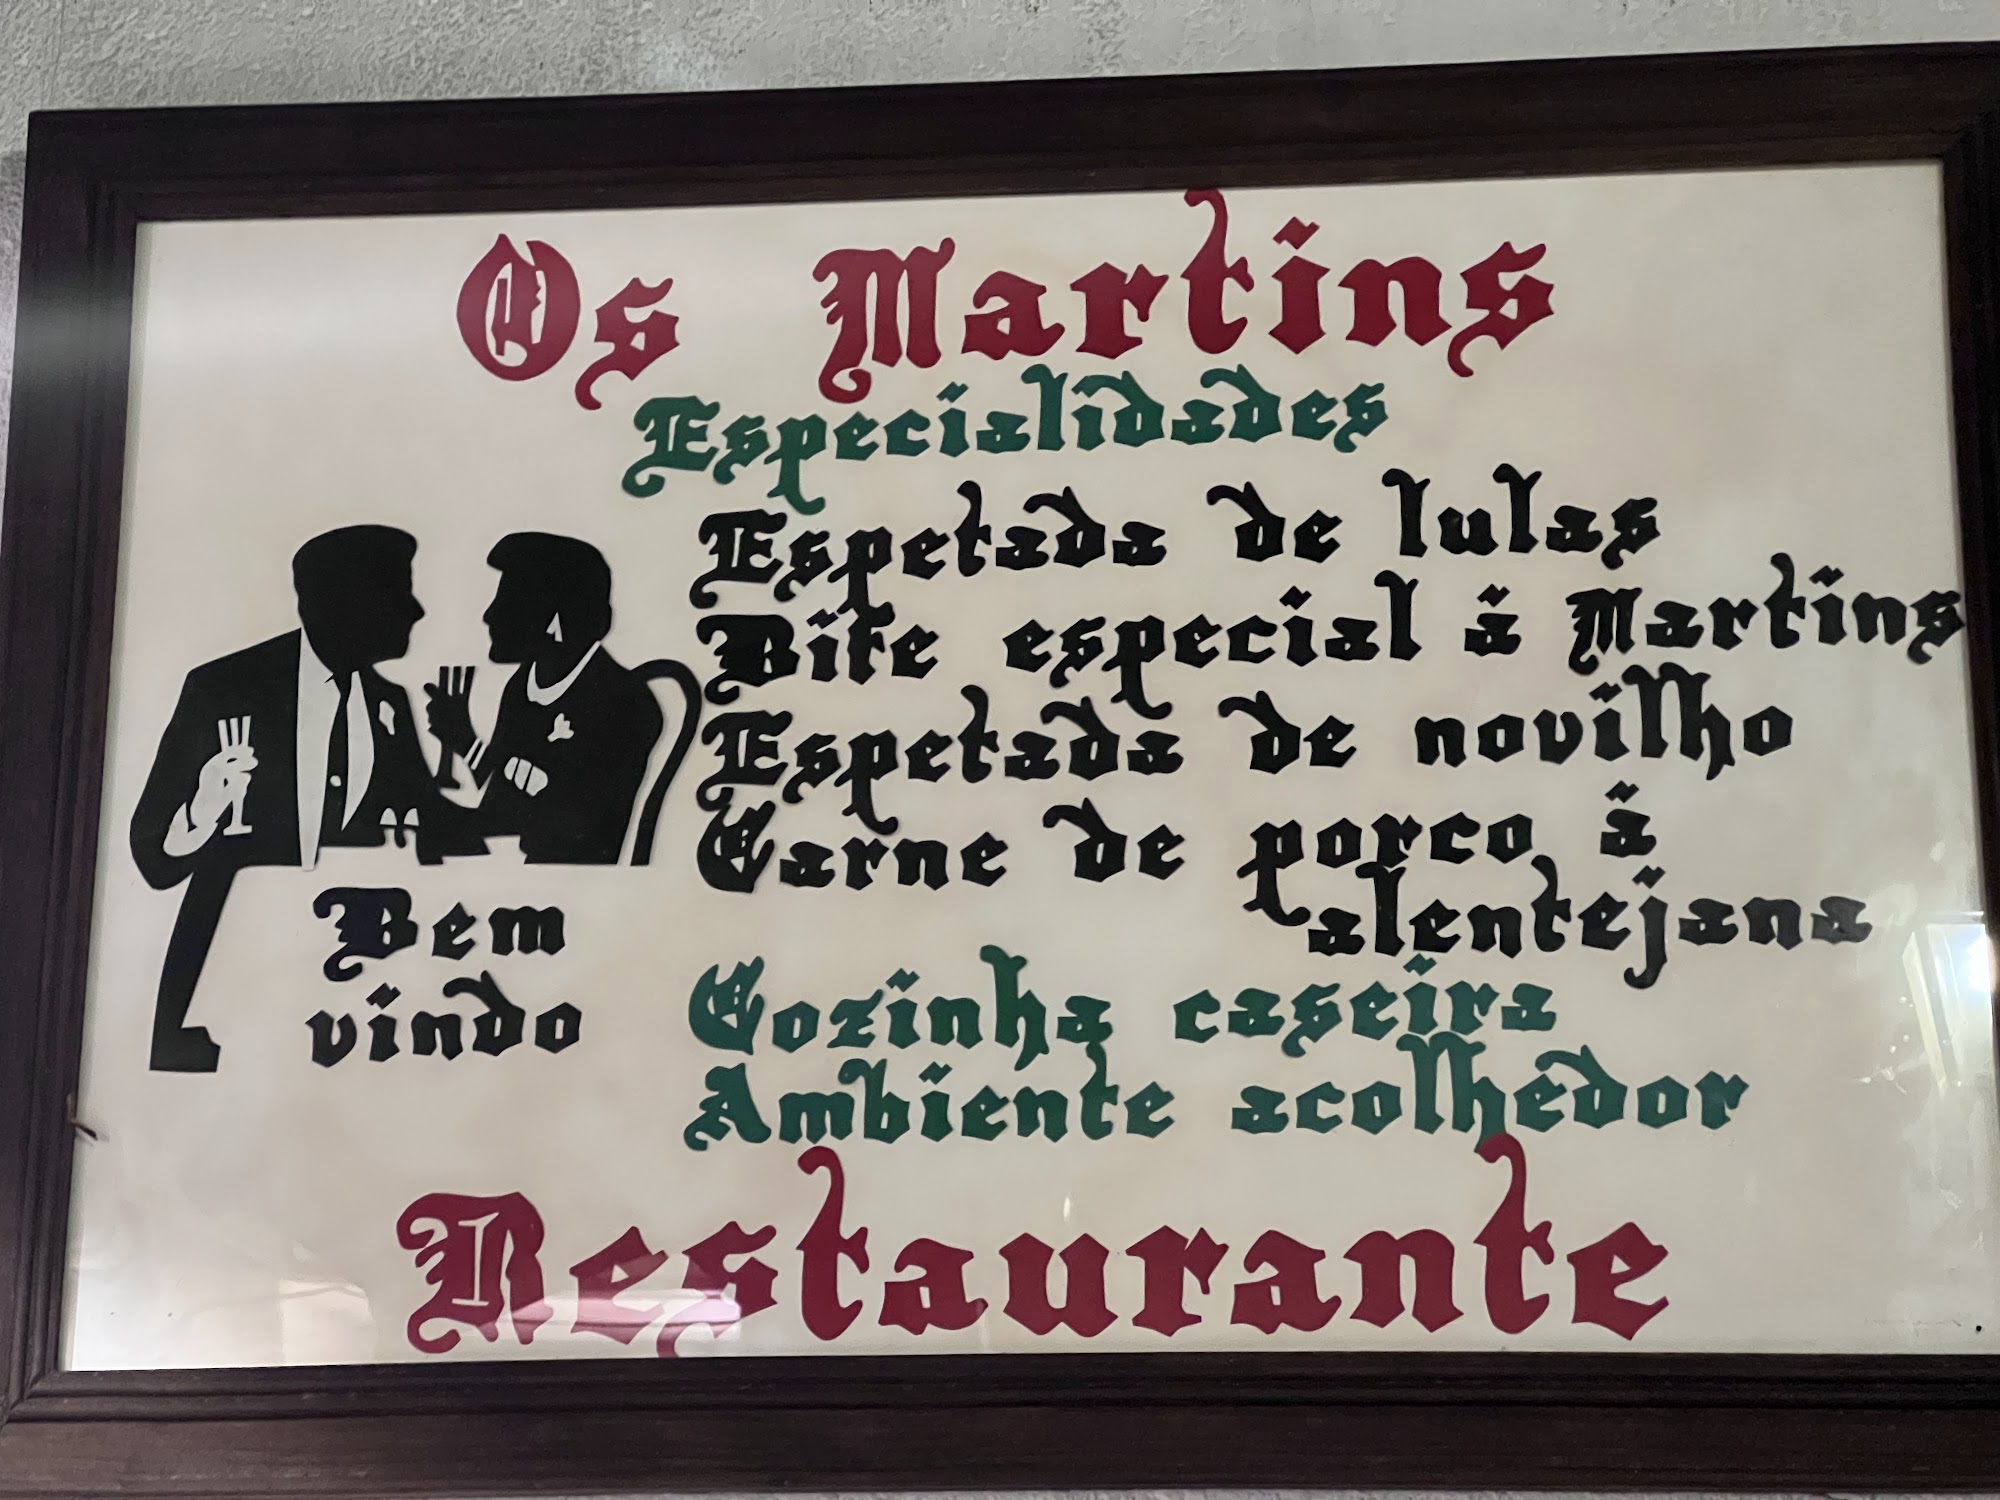 Os Martins
Especialidades
Espetada de lulas
Bife especial á Martins
Espetada de novilho
Carne de porco á
alentejana
Bem
vindo
Cozinha caseira
Ambiente acolhedor
Restaurante